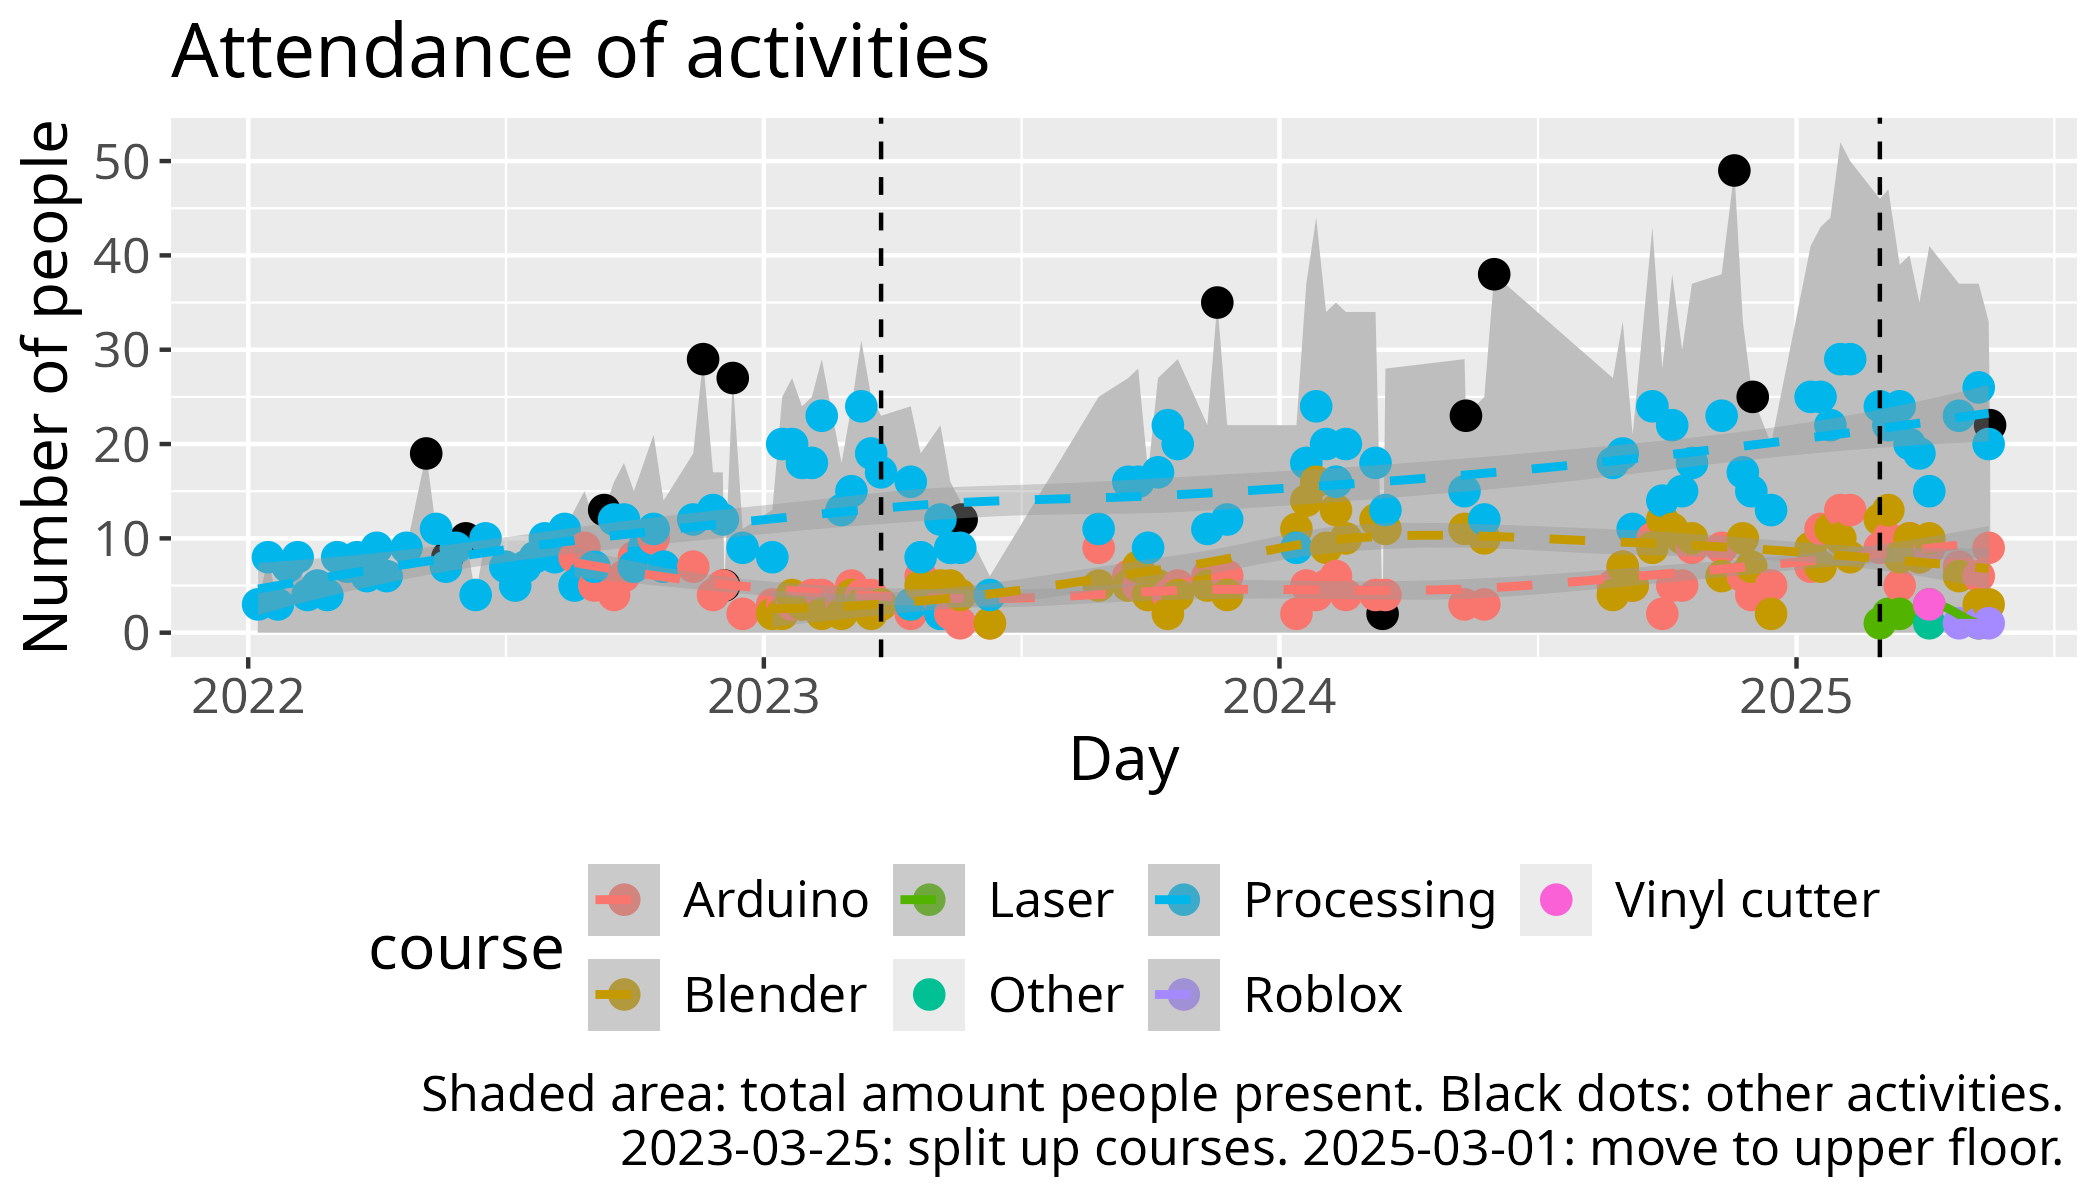 Attendance of activities
Number of people
50
40
30
20
10
0
2022 2023 2024 2025
Day
course
Arduino Laser Processing Vinyl cutter
Blender Other Roblox
Shaded area: total amount people present. Black dots: other activities.
2023-03-25: split up courses. 2025-03-01: move to upper floor.